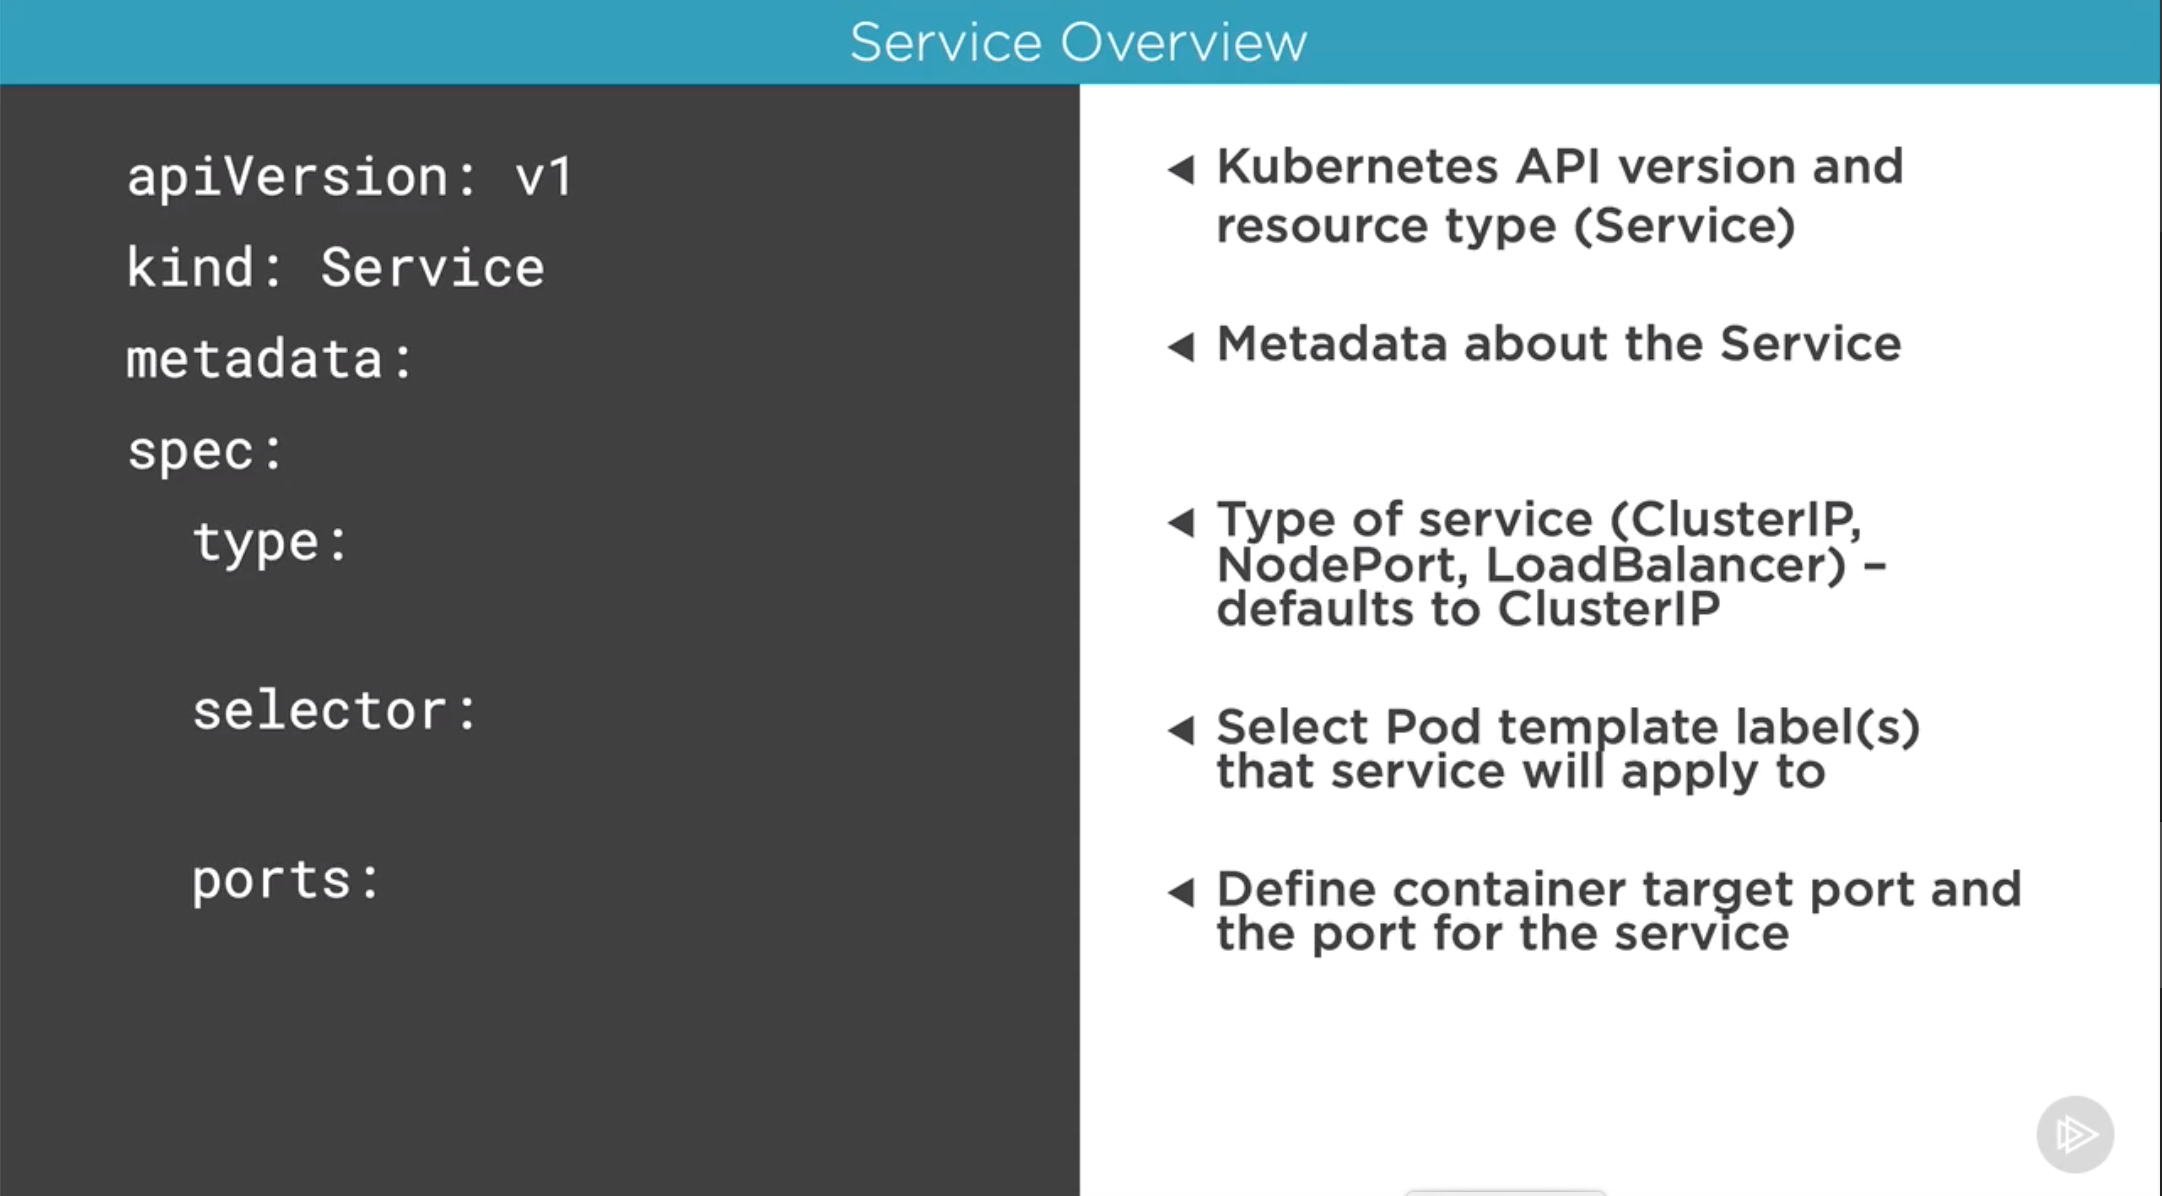 Service Overview
apiVersion: v1
kind: Service
metadata:
spec:
  type:
  selector:
  ports:
Kubernetes API version and
resource type (Service)
Metadata about the Service
Type of service (ClusterIP,
NodePort, LoadBalancer) –
defaults to ClusterIP
Select Pod template label(s)
that service will apply to
Define container target port and
the port for the service